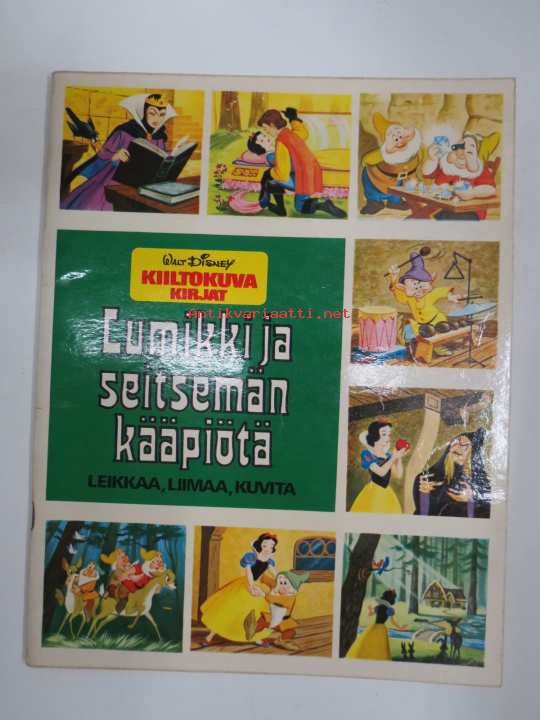 WALT DISNEY
KIILTOKUVA
KIRJAT
antikvariaatti.net
Lumikki ja
seitsemän
kääpiötä
LEIKKAA, LIIMAA, KUVITA